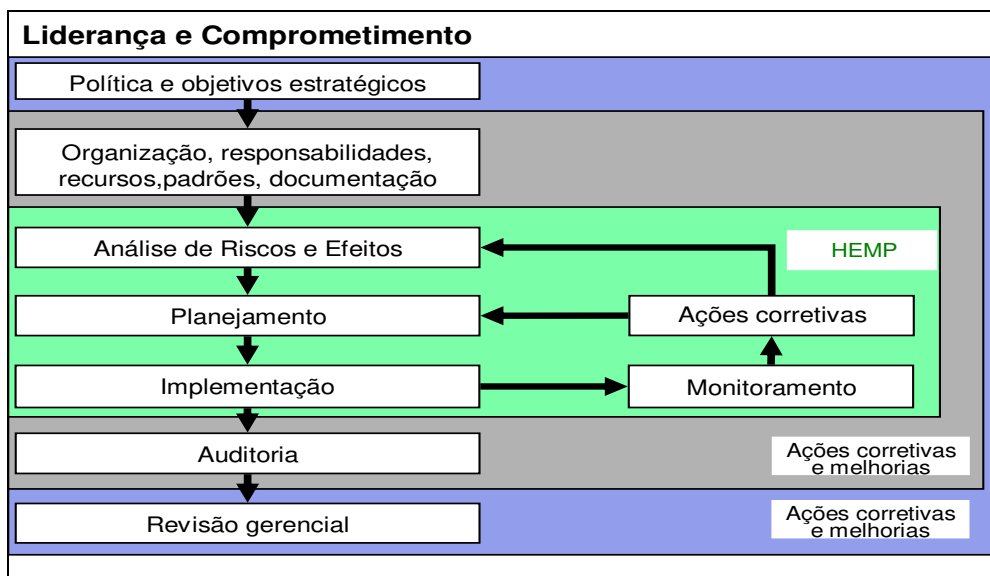 Liderança e Comprometimento
Política e objetivos estratégicos
Organização, responsabilidades,
recursos,padrões, documentação
Análise de Riscos e Efeitos
HEMP
Planejamento
Ações corretivas
Implementação
Monitoramento
Auditoria
Ações corretivas
e melhorias
Revisão gerencial
Ações corretivas
e melhorias